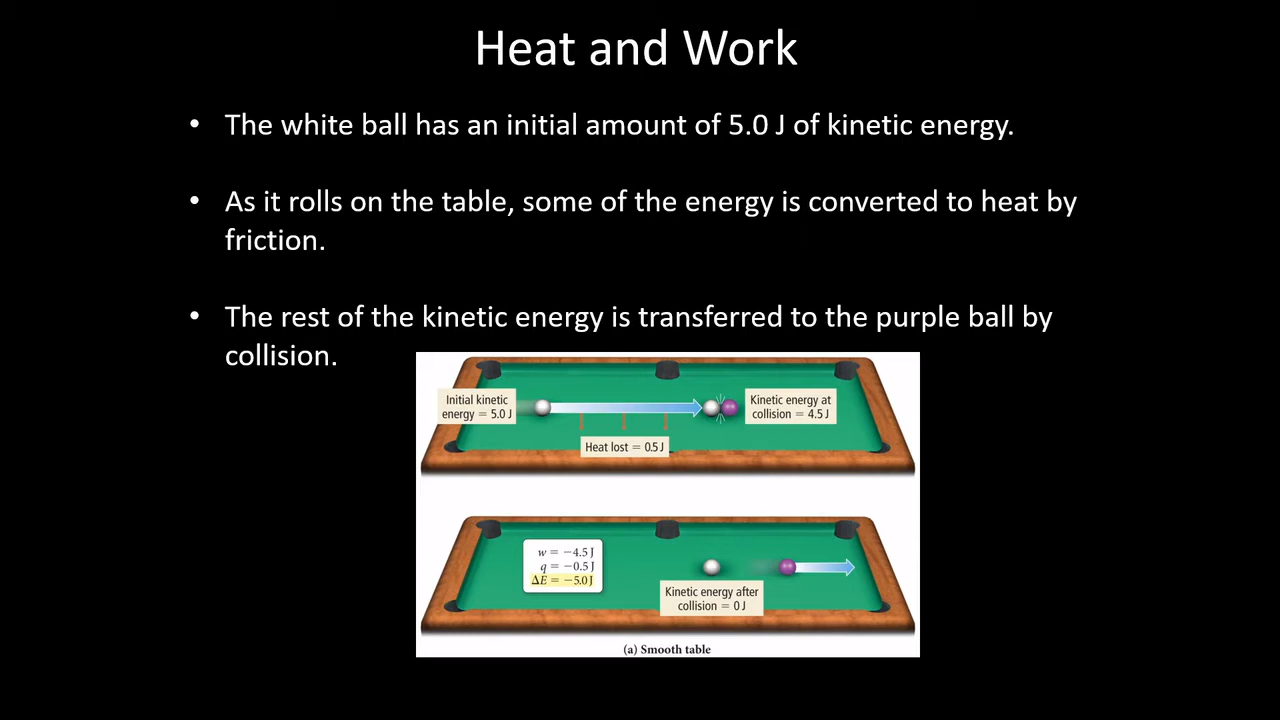 Heat and Work
• The white ball has an initial amount of 5.0 J of kinetic energy.
• As it rolls on the table, some of the energy is converted to heat by
friction.
• The rest of the kinetic energy is transferred to the purple ball by
collision.
Initial kinetic
energy = 5.0 J
Kinetic energy at
collision = 4.5 J
Heat lost = 0.5 J
w = −4.5 J
q = −0.5 J
ΔE = −5.0 J
Kinetic energy after
collision = 0 J
(a) Smooth table